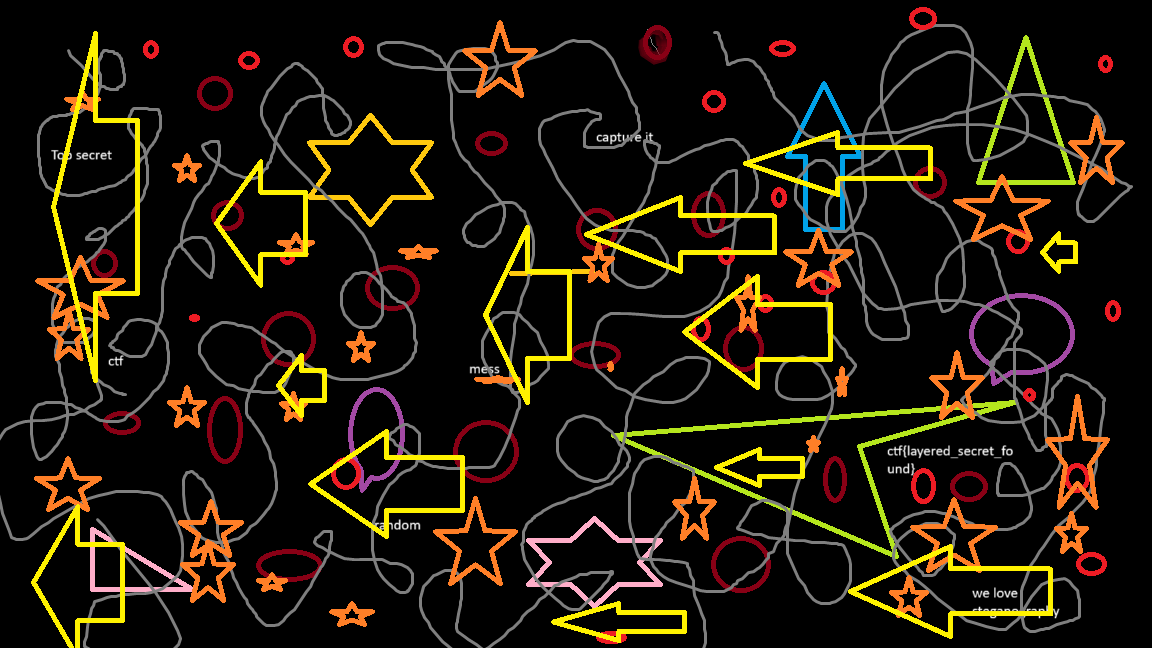 capture it
Top secret
ctf
mess
ctf{layered_secret_fo
und}
random
we love
steganography